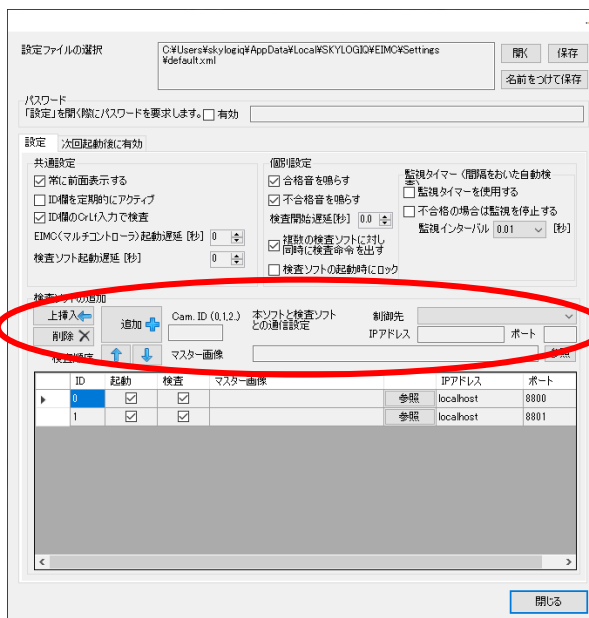 設定ファイルの選択
C:¥Users¥skylogiq¥AppData¥Local¥SKYLOGIQ¥EIMC¥Settings
¥default.xml
開く 保存
名前をつけて保存
パスワード
「設定」を開く際にパスワードを要求します。 有効
設定 次回起動後に有効
共通設定
常に前面表示する
ID欄を定期的にアクティブ
ID欄のCrLf入力で検査
EIMC(マルチコントローラ)起動遅延 [秒] 0
検査ソフト起動遅延 [秒] 0
個別設定
合格音を鳴らす
不合格音を鳴らす
検査開始遅延[秒] 0.0
複数の検査ソフトに対し
同時に検査命令を出す
検査ソフトの起動時にロック
監視タイマー (間隔をおいた自動検
査)
監視タイマーを使用する
不合格の場合は監視を停止する
監視インターバル 0.01 [秒]
検査ソフトの追加
上挿入 追加 Cam. ID (0,1,2.) 本ソフトと検査ソフト
との通信設定 制御先
削除 IPアドレス ポート
検査順序 マスター画像 参照
ID 起動 検査 マスター画像 IPアドレス ポート
0 参照 localhost 8800
1 参照 localhost 8801
閉じる